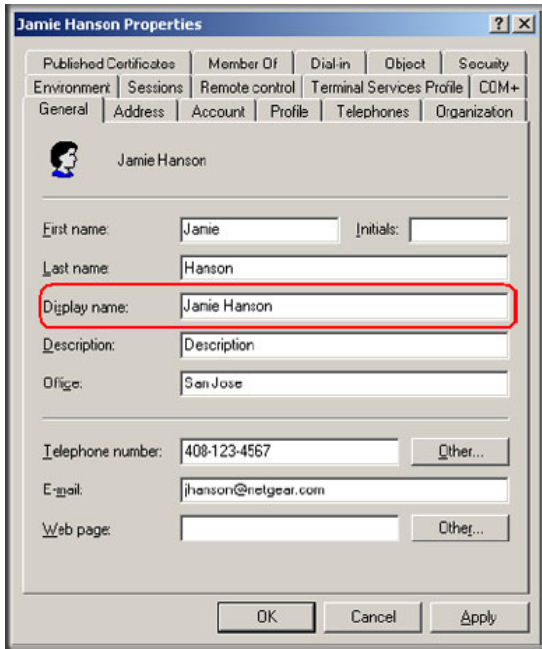 Jamie Hanson Properties
Published Certificates Member Of Dial-in Object Security
Environment Sessions Remote control Terminal Services Profile COM+
General Address Account Profile Telephones Organization
Jamie Hanson
First name: Jamie Initials:
Last name: Hanson
Display name: Jamie Hanson
Description: Description
Office: San Jose
Telephone number: 408-123-4567 Other...
E-mail: jhanson@netgear.com
Web page: Other...
OK Cancel Apply